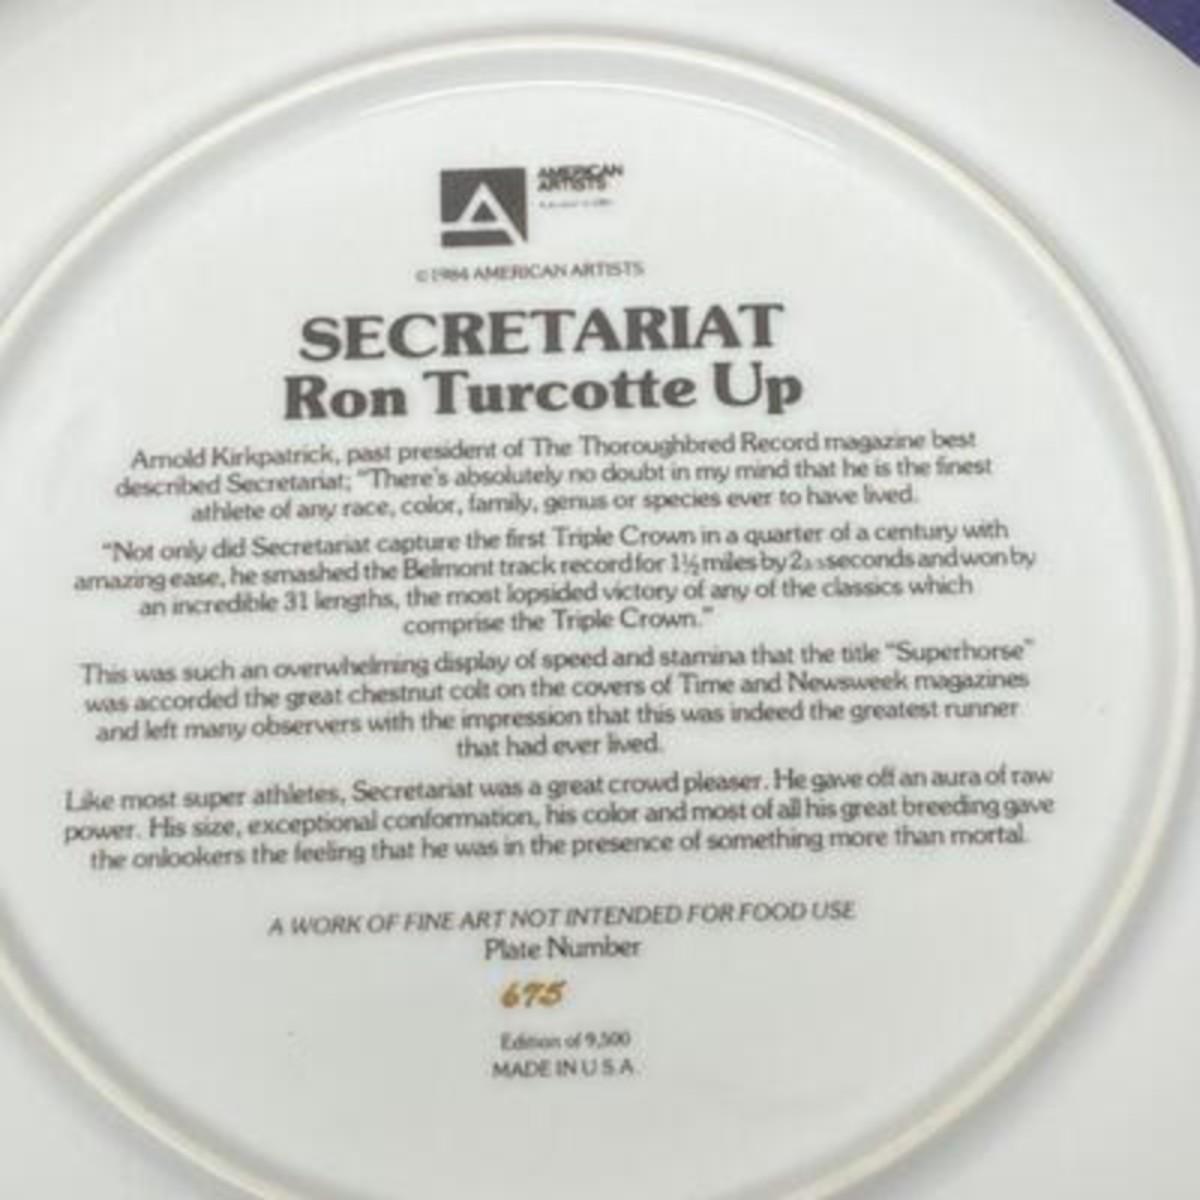 AMERICAN
ARTISTS
© 1984 AMERICAN ARTISTS
SECRETARIAT
Ron Turcotte Up
Arnold Kirkpatrick, past president of The Thoroughbred Record magazine best
described Secretariat; "There's absolutely no doubt in my mind that he is the finest
athlete of any race, color, family, genus or species ever to have lived.
"Not only did Secretariat capture the first Triple Crown in a quarter of a century with
amazing ease, he smashed the Belmont track record for 1½ miles by seconds and won by
an incredible 31 lengths, the most lopsided victory of any of the classics which
comprise the Triple Crown."
This was such an overwhelming display of speed and stamina that the title "Superhorse"
was accorded the great chestnut colt on the covers of Time and Newsweek magazines
and left many observers with the impression that this was indeed the greatest runner
that had ever lived.
Like most super athletes, Secretariat was a great crowd pleaser. He gave off an aura of raw
power. His size, exceptional conformation, his color and most of all his great breeding gave
the onlookers the feeling that he was in the presence of something more than mortal.
A WORK OF FINE ART NOT INTENDED FOR FOOD USE
Plate Number
675
Edition of 9,500
MADE IN U S A